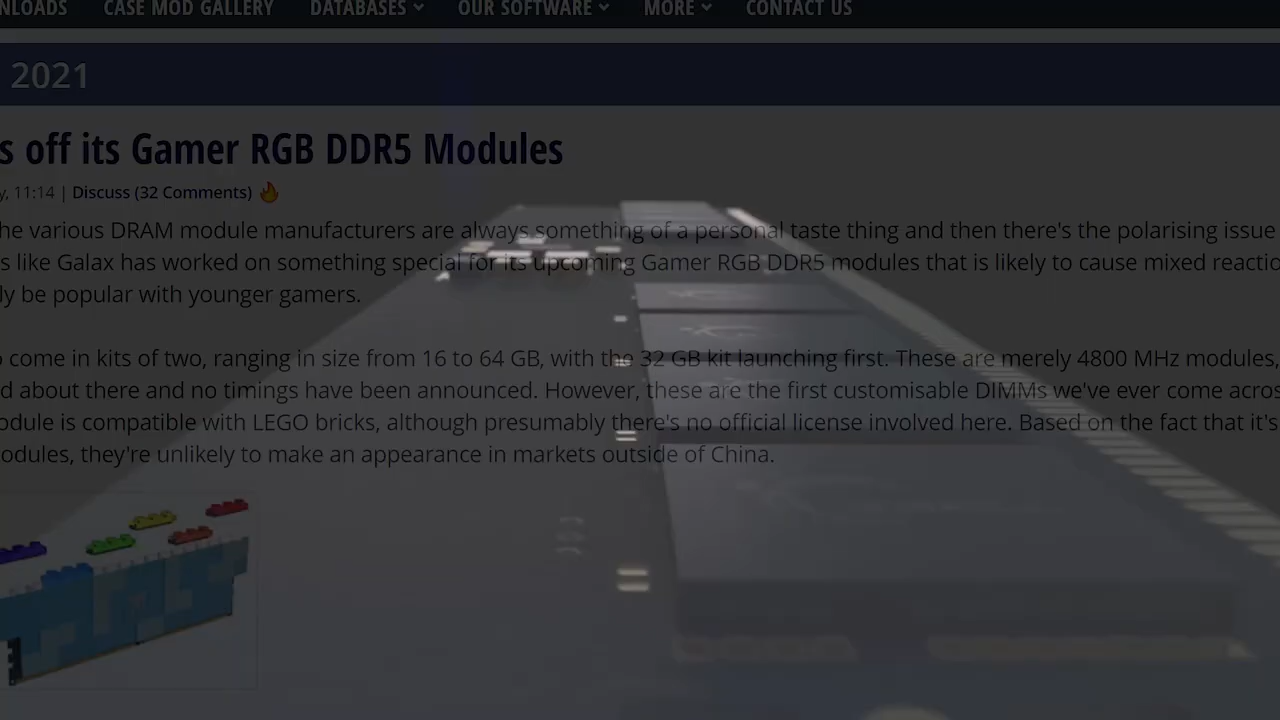 NLOADS CASE MOD GALLERY DATABASES OUR SOFTWARE MORE CONTACT US
2021
s off its Gamer RGB DDR5 Modules
y, 11:14 | Discuss (32 Comments)
he various DRAM module manufacturers are always something of a personal taste thing and then there's the polarising issue
s like Galax has worked on something special for its upcoming Gamer RGB DDR5 modules that is likely to cause mixed reactio
ly be popular with younger gamers.
o come in kits of two, ranging in size from 16 to 64 GB, with the 32 GB kit launching first. These are merely 4800 MHz modules,
d about there and no timings have been announced. However, these are the first customisable DIMMs we've ever come acros
odule is compatible with LEGO bricks, although presumably there's no official license involved here. Based on the fact that it's
odules, they're unlikely to make an appearance in markets outside of China.